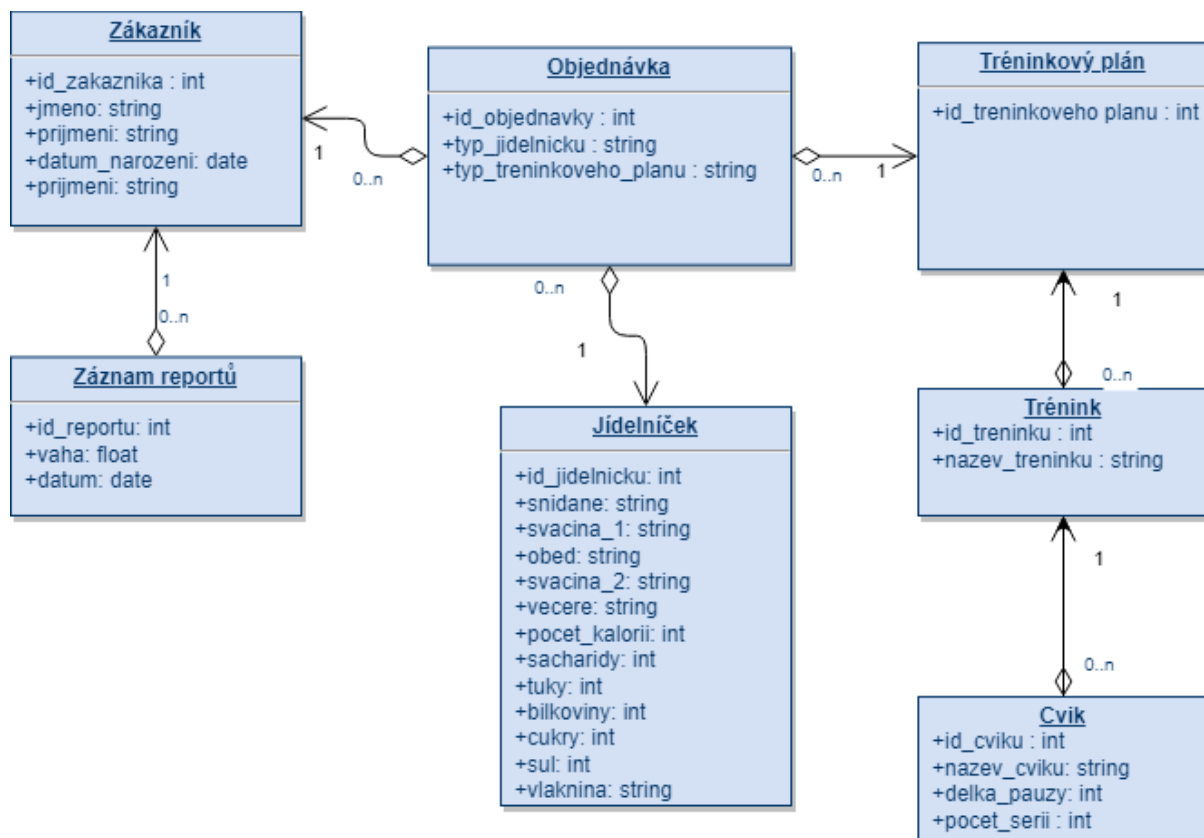 Zákazník
+id_zakaznika : int
+jmeno: string
+prijmeni: string
+datum_narozeni: date
+prijmeni: string
1
0..n
Objednávka
+id_objednavky : int
+typ_jidelnicku : string
+typ_treninkoveho_planu : string
0..n
1
Tréninkový plán
+id_treninkoveho planu : int
1
0..n
Záznam reportů
+id_reportu: int
+vaha: float
+datum: date
0..n
1
Jídelníček
+id_jidelnicku: int
+snidane: string
+svacina_1: string
+obed: string
+svacina_2: string
+vecere: string
+pocet_kalorii: int
+sacharidy: int
+tuky: int
+bilkoviny: int
+cukry: int
+sul: int
+vlaknina: string
1
0..n
Trénink
+id_treninku : int
+nazev_treninku : string
1
0..n
Cvik
+id_cviku : int
+nazev_cviku: string
+delka_pauzy: int
+pocet_serii : int